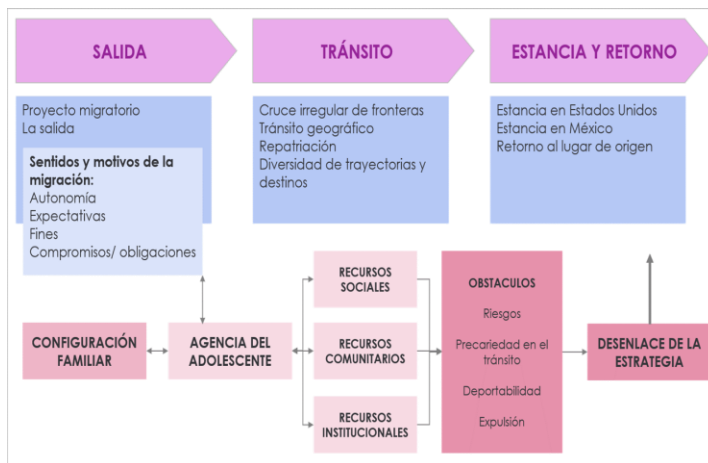 SALIDA
TRÁNSITO
ESTANCIA Y RETORNO
Proyecto migratorio
La salida
Sentidos y motivos de la
migración:
Autonomía
Expectativas
Fines
Compromisos/ obligaciones
Cruce irregular de fronteras
Tránsito geográfico
Repatriación
Diversidad de trayectorias y
destinos
Estancia en Estados Unidos
Estancia en México
Retorno al lugar de origen
CONFIGURACIÓN
FAMILIAR
AGENCIA DEL
ADOLESCENTE
RECURSOS
SOCIALES
RECURSOS
COMUNITARIOS
RECURSOS
INSTITUCIONALES
OBSTACULOS
Riesgos
Precariedad en el
tránsito
Deportabilidad
Expulsión
DESENLACE DE LA
ESTRATEGIA